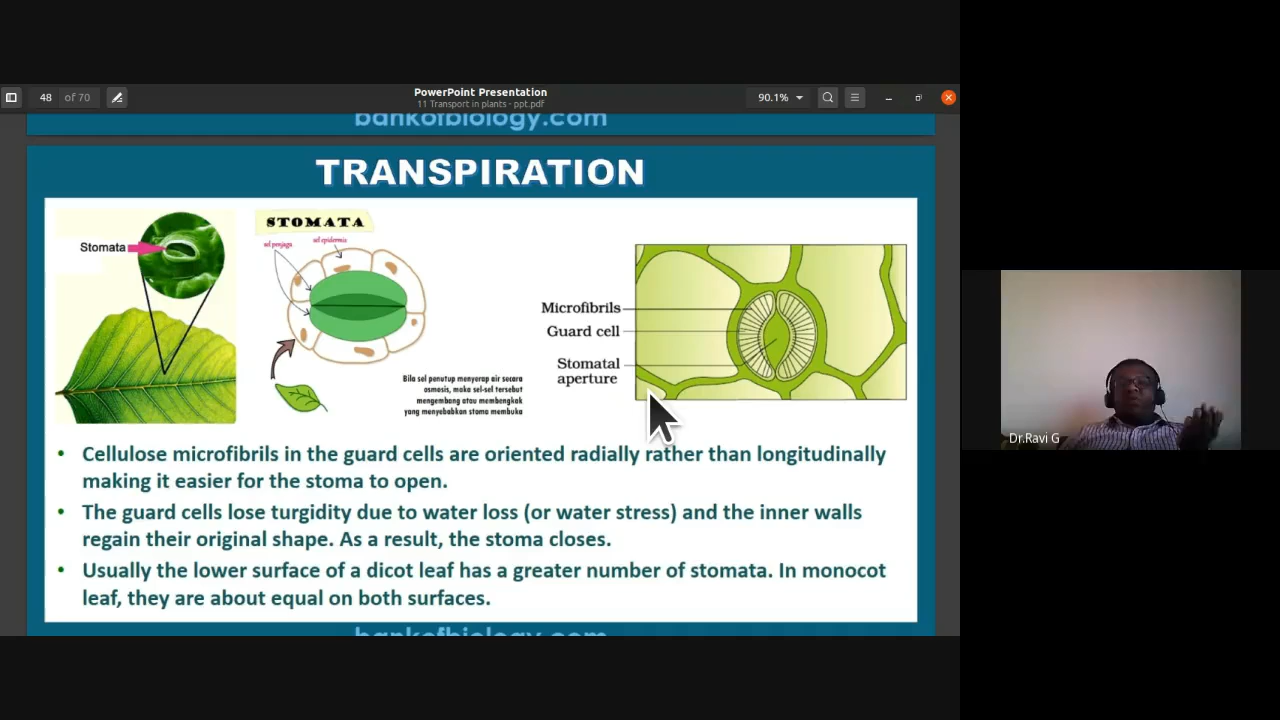 PowerPoint Presentation
48 of 70
11 Transport in plants - ppt.pdf
90.1%
bankofbiology.com
TRANSPIRATION
Stomata
STOMATA
sel penjaga
sel epidermis
Bila sel penutup menyerap air secara
osmosis, maka sel-sel tersebut
mengembang atau membengkak
yang menyebabkan stoma membuka
Microfibrils
Guard cell
Stomatal
aperture
• Cellulose microfibrils in the guard cells are oriented radially rather than longitudinally
making it easier for the stoma to open.
• The guard cells lose turgidity due to water loss (or water stress) and the inner walls
regain their original shape. As a result, the stoma closes.
• Usually the lower surface of a dicot leaf has a greater number of stomata. In monocot
leaf, they are about equal on both surfaces.
bankofbiology.com
Dr.Ravi G